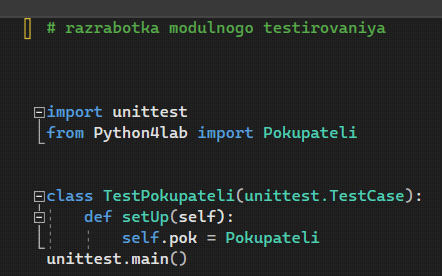 # razrabotka modulnogo testirovaniya
import unittest
from Python4lab import Pokupateli
class TestPokupateli(unittest.TestCase):
def setUp(self):
self.pok = Pokupateli
unittest.main()